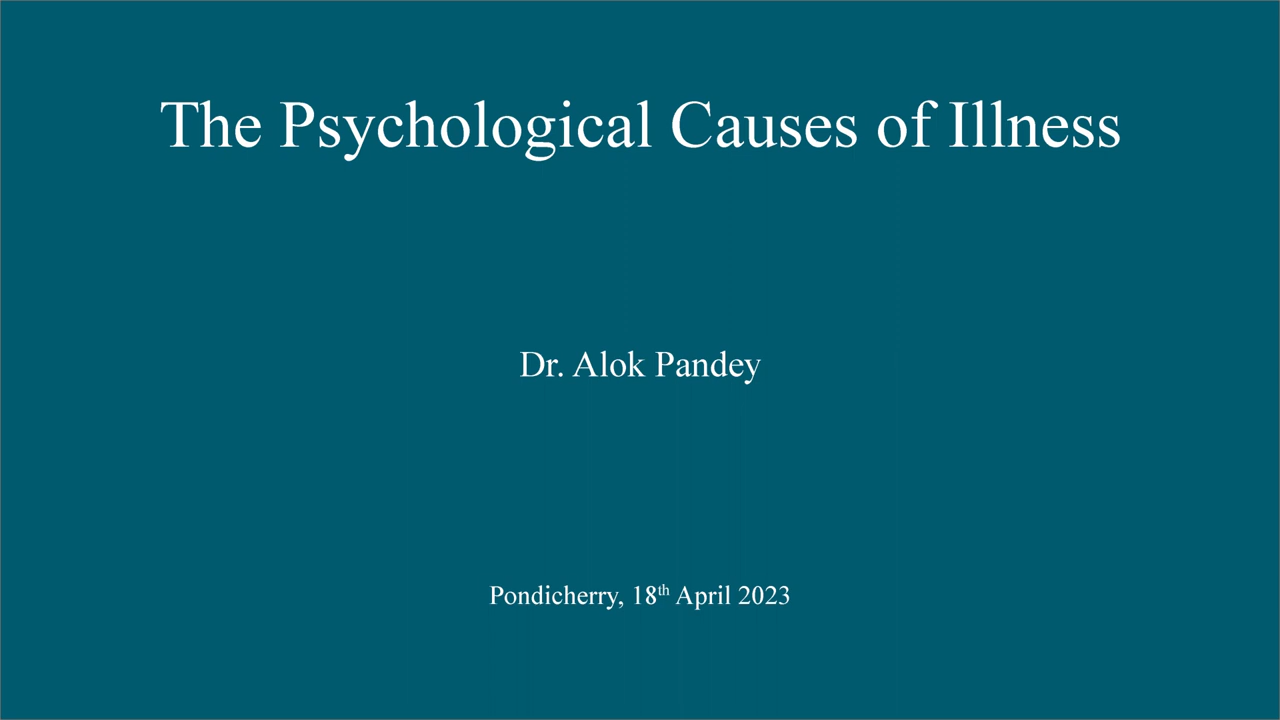 The Psychological Causes of Illness
Dr. Alok Pandey
Pondicherry, 18th April 2023